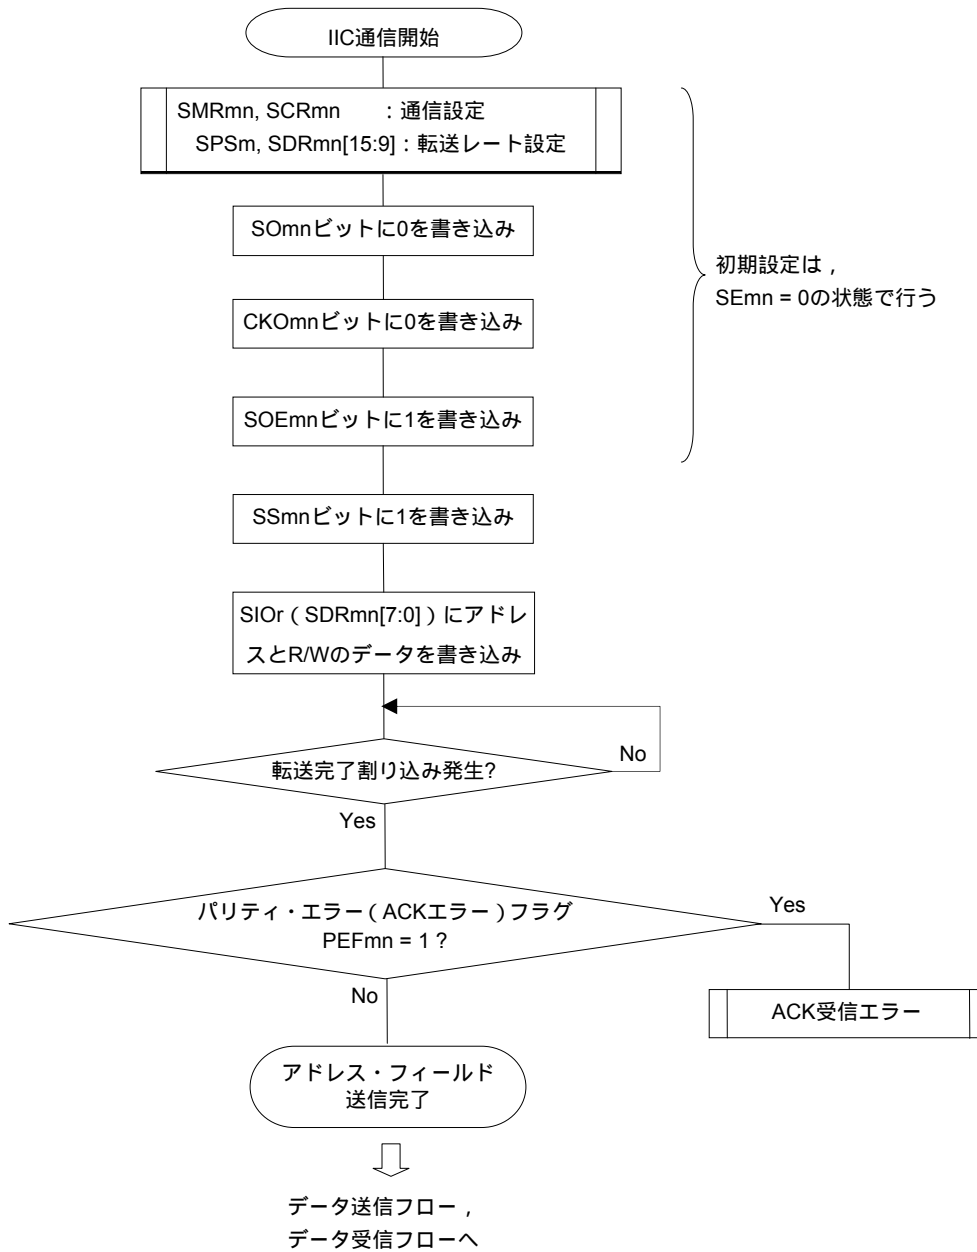 IIC通信開始
SMRmn, SCRmn　　：通信設定
SPSm, SDRmn[15:9]：転送レート設定
SOmnビットに0を書き込み
初期設定は，
SEmn = 0の状態で行う
CKOmnビットに0を書き込み
SOEmnビットに1を書き込み
SSmnビットに1を書き込み
SIOr（SDRmn[7:0]）にアドレ
スとR/Wのデータを書き込み
転送完了割り込み発生?
No
Yes
パリティ・エラー（ACKエラー）フラグ
PEFmn = 1？
Yes
No
ACK受信エラー
アドレス・フィールド
送信完了
データ送信フロー，
データ受信フローへ